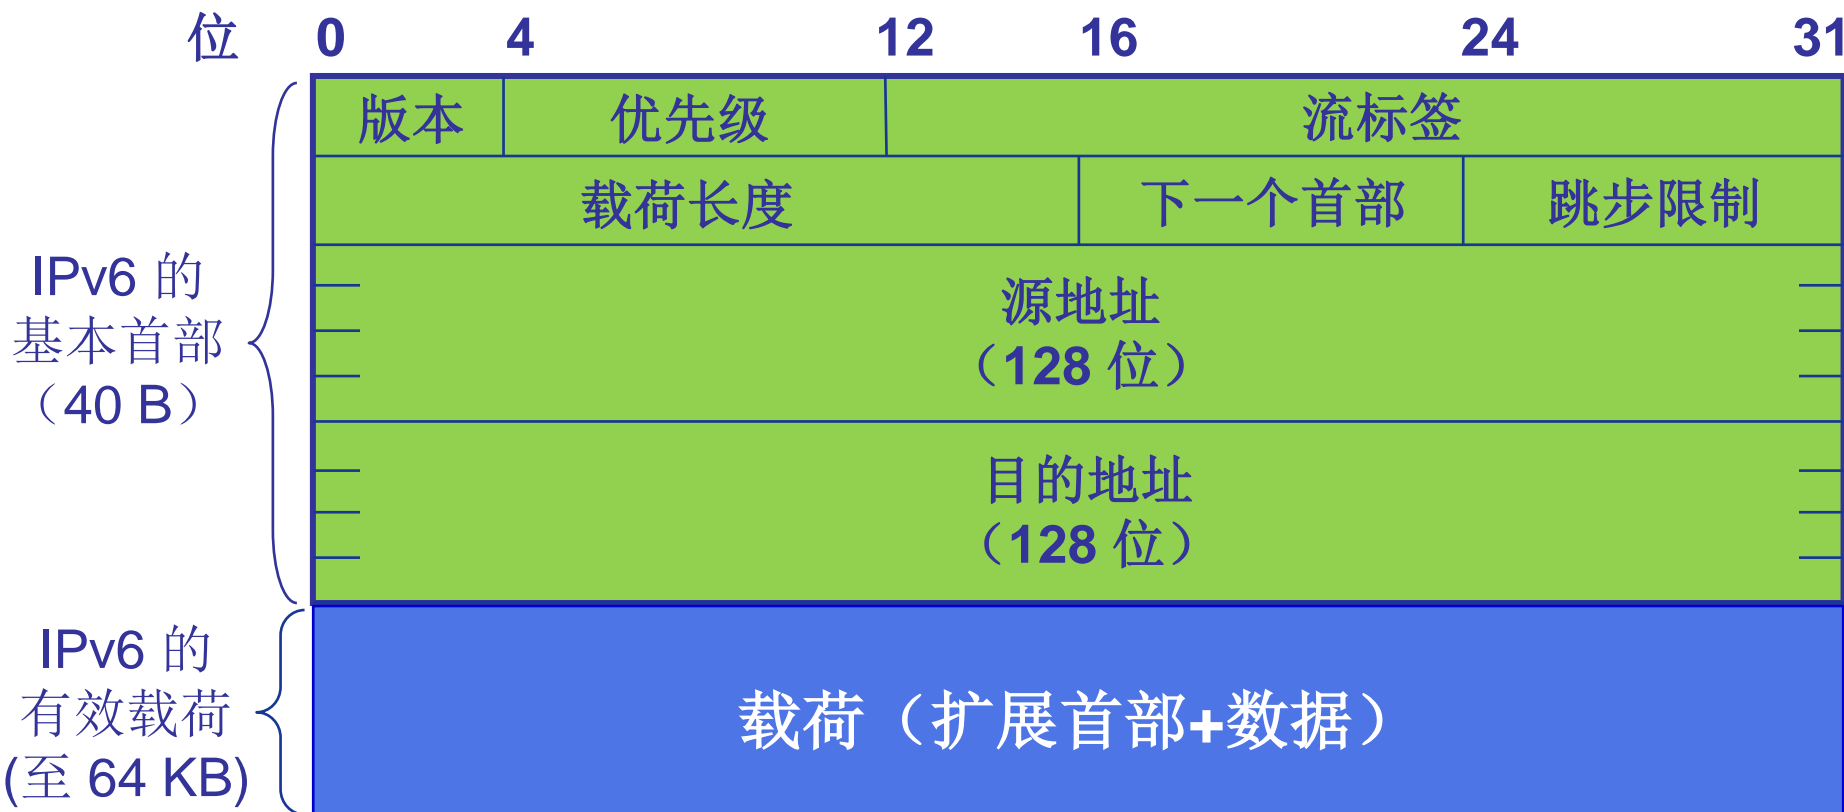 位 0 4 12 16 24 31
版本 优先级 流标签
载荷长度 下一个首部 跳步限制
IPv6 的
基本首部
（40 B）
源地址
（128 位）
目的地址
（128 位）
IPv6 的
有效载荷
(至 64 KB)
载荷（扩展首部+数据）